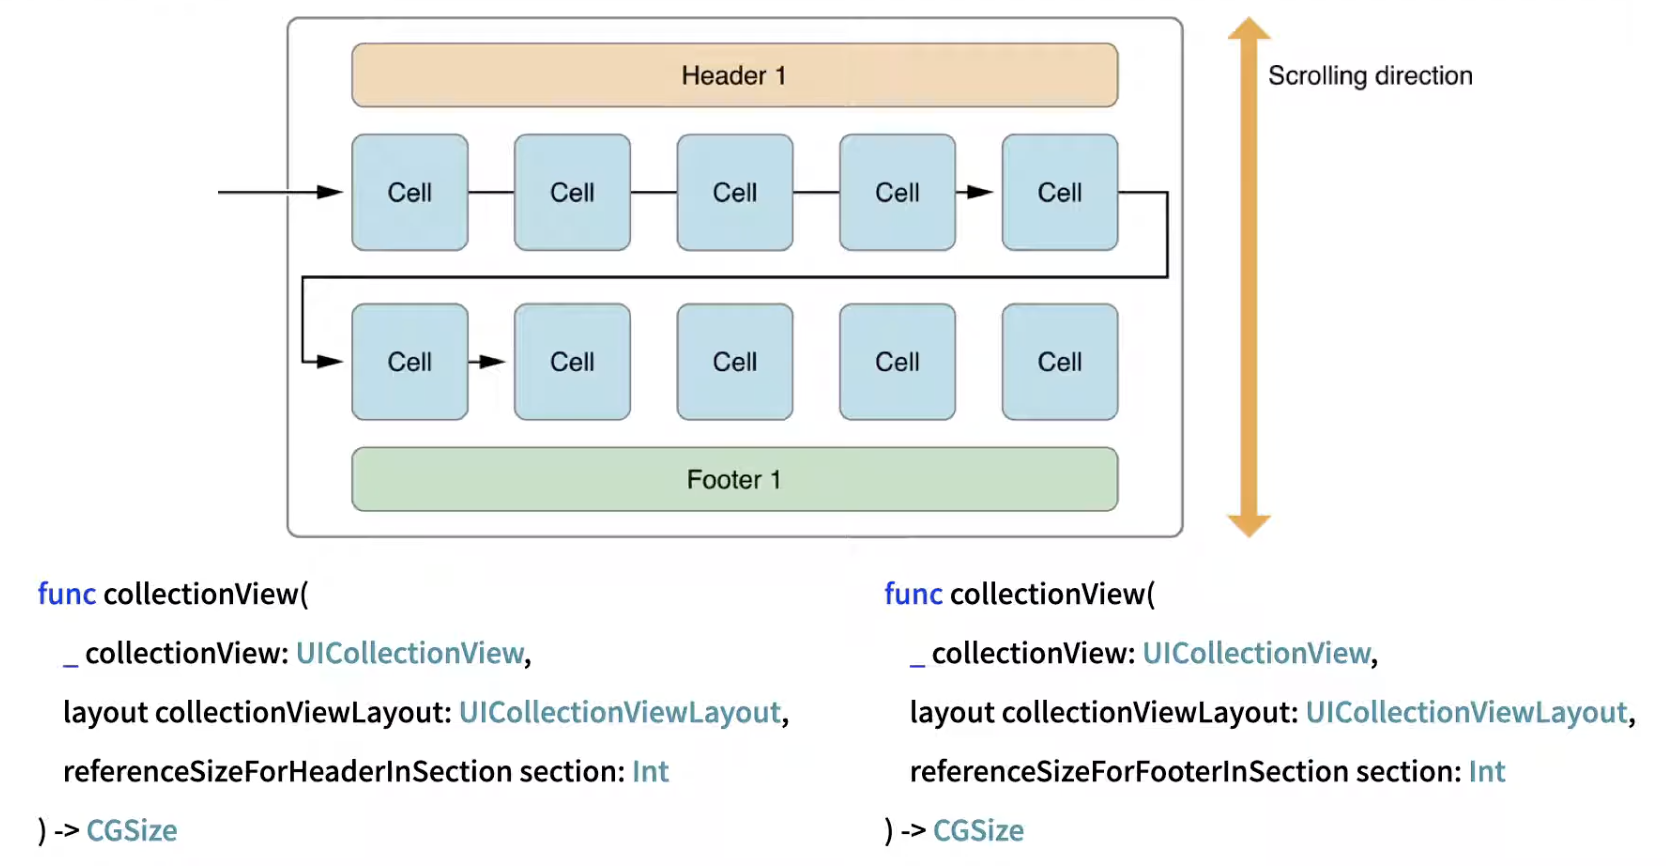 Header 1
Scrolling direction
Cell Cell Cell Cell Cell
Cell Cell Cell Cell Cell
Footer 1
func collectionView(
_ collectionView: UICollectionView,
layout collectionViewLayout: UICollectionViewLayout,
referenceSizeForHeaderInSection section: Int
) -> CGSize
func collectionView(
_ collectionView: UICollectionView,
layout collectionViewLayout: UICollectionViewLayout,
referenceSizeForFooterInSection section: Int
) -> CGSize